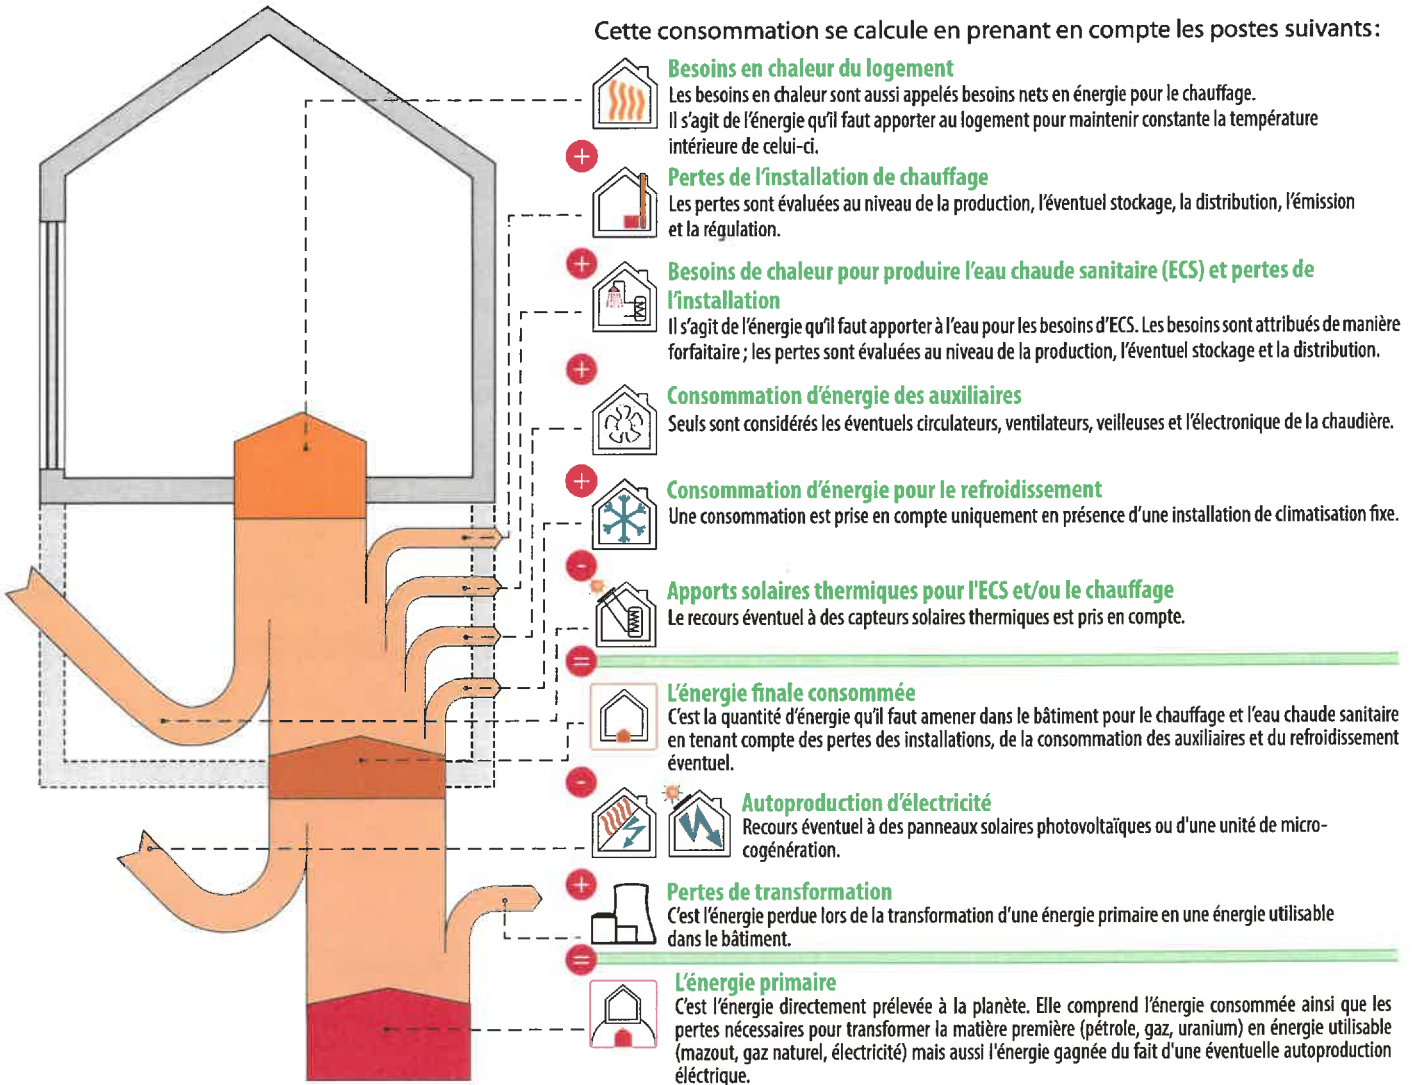 Cette consommation se calcule en prenant en compte les postes suivants:
Besoins en chaleur du logement
Les besoins en chaleur sont aussi appelés besoins nets en énergie pour le chauffage.
Il s'agit de l'énergie qu'il faut apporter au logement pour maintenir constante la température
intérieure de celui-ci.
+
Pertes de l'installation de chauffage
Les pertes sont évaluées au niveau de la production, l'éventuel stockage, la distribution, l'émission
et la régulation.
+
Besoins de chaleur pour produire l'eau chaude sanitaire (ECS) et pertes de
l'installation
Il s'agit de l'énergie qu'il faut apporter à l'eau pour les besoins d'ECS. Les besoins sont attribués de manière
forfaitaire ; les pertes sont évaluées au niveau de la production, l'éventuel stockage et la distribution.
+
Consommation d'énergie des auxiliaires
Seuls sont considérés les éventuels circulateurs, ventilateurs, veilleuses et l'électronique de la chaudière.
+
Consommation d'énergie pour le refroidissement
Une consommation est prise en compte uniquement en présence d'une installation de climatisation fixe.
-
Apports solaires thermiques pour l'ECS et/ou le chauffage
Le recours éventuel à des capteurs solaires thermiques est pris en compte.
=
L'énergie finale consommée
C'est la quantité d'énergie qu'il faut amener dans le bâtiment pour le chauffage et l'eau chaude sanitaire
en tenant compte des pertes des installations, de la consommation des auxiliaires et du refroidissement
éventuel.
-
Autoproduction d'électricité
Recours éventuel à des panneaux solaires photovoltaïques ou d'une unité de micro-
cogénération.
+
Pertes de transformation
C'est l'énergie perdue lors de la transformation d'une énergie primaire en une énergie utilisable
dans le bâtiment.
=
L'énergie primaire
C'est l'énergie directement prélevée à la planète. Elle comprend l'énergie consommée ainsi que les
pertes nécessaires pour transformer la matière première (pétrole, gaz, uranium) en énergie utilisable
(mazout, gaz naturel, électricité) mais aussi l'énergie gagnée du fait d'une éventuelle autoproduction
éléctrique.